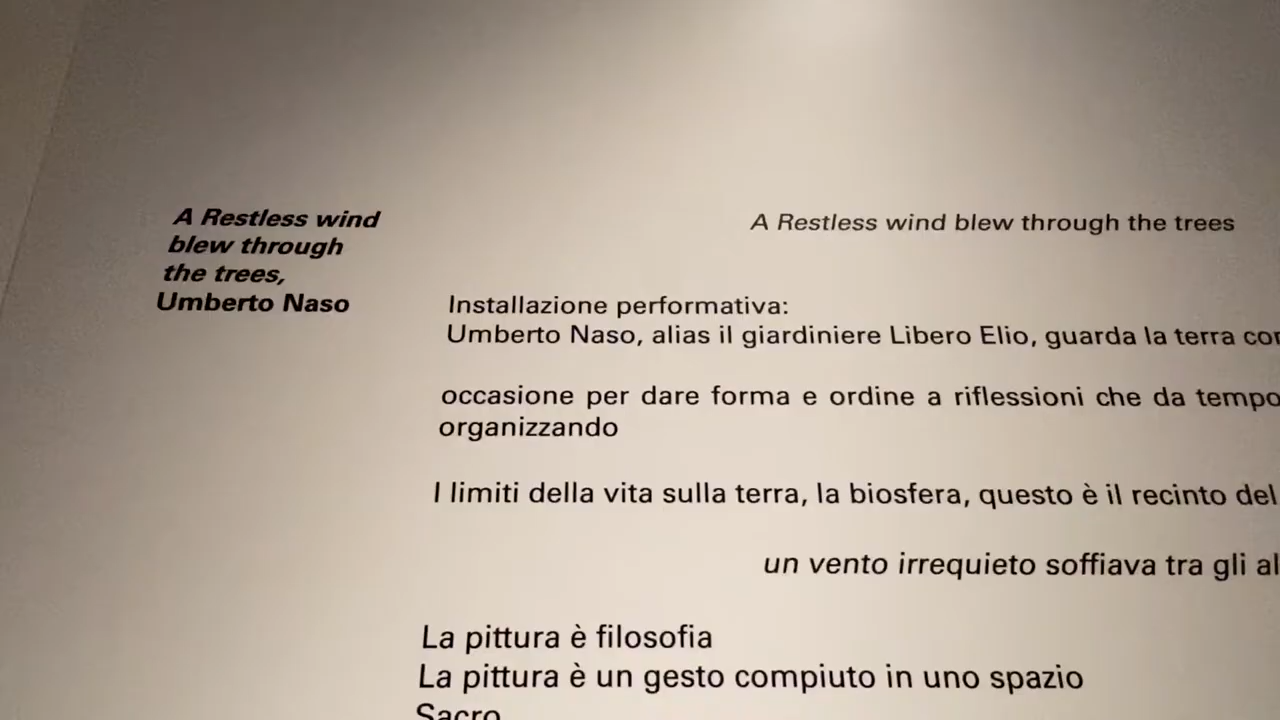 A Restless wind
blew through
the trees,
Umberto Naso
A Restless wind blew through the trees
Installazione performativa:
Umberto Naso, alias il giardiniere Libero Elio, guarda la terra
occasione per dare forma e ordine a riflessioni che da tempo
organizzando
I limiti della vita sulla terra, la biosfera, questo è il recinto del
un vento irrequieto soffiava tra gli
La pittura è filosofia
La pittura è un gesto compiuto in uno spazio
Sacro